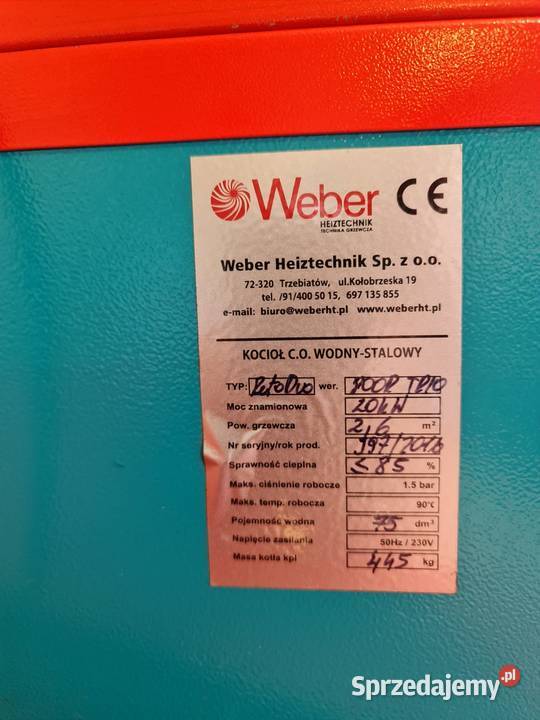 Weber CE
HEIZTECHNIK
TECHNIKA GRZEWCZA
Weber Heiztechnik Sp. z o.o.
72-320 Trzebiatów, ul.Kołobrzeska 19
tel. /91/400 50 15, 697 135 855
e-mail: biuro@weberht.pl www.weberht.pl
KOCIOŁ C.O. WODNY-STALOWY
TYP: wer.
Moc znamionowa 20kW
Pow. grzewcza 2,6 m²
Nr seryjny/rok prod.
Sprawność cieplna ≤85 %
Maks. ciśnienie robocze 1.5 bar
Maks. temp. robocza 90°C
Pojemność wodna 75 dm³
Napięcie zasilania 50Hz / 230V
Masa kotła kpl 445 kg
Sprzedajemy.pl